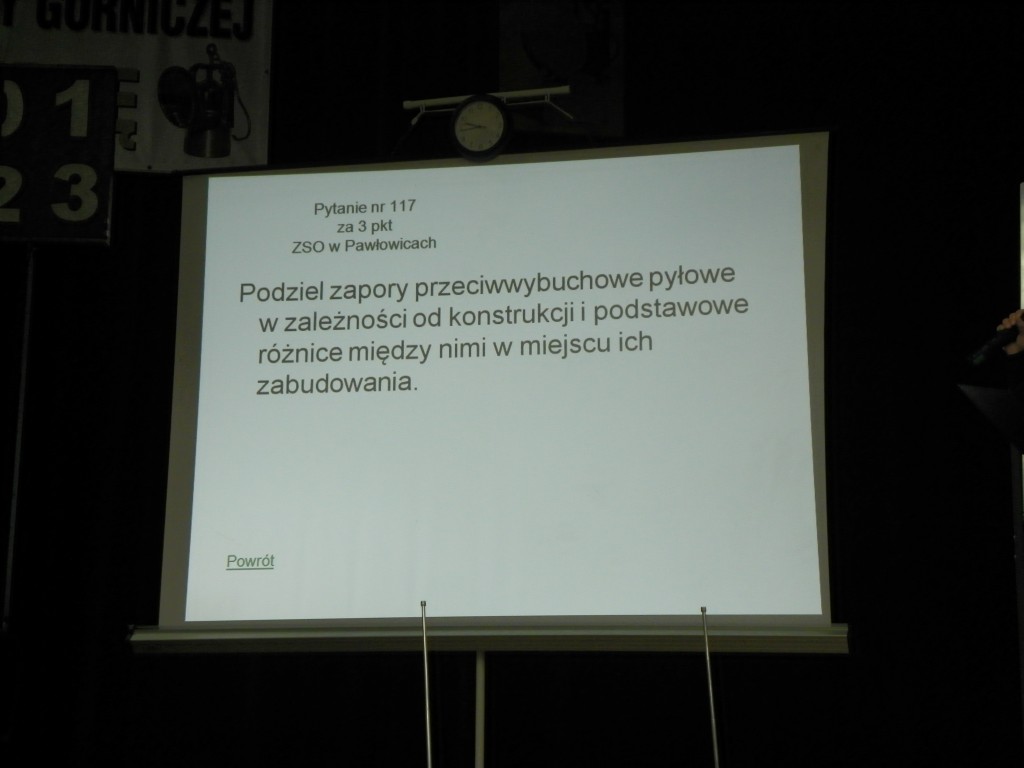 Y GÓRNICZEJ
01
23
Pytanie nr 117
za 3 pkt
ZSO w Pawłowicach
Podziel zapory przeciwwybuchowe pyłowe
w zależności od konstrukcji i podstawowe
różnice między nimi w miejscu ich
zabudowania.
Powrót